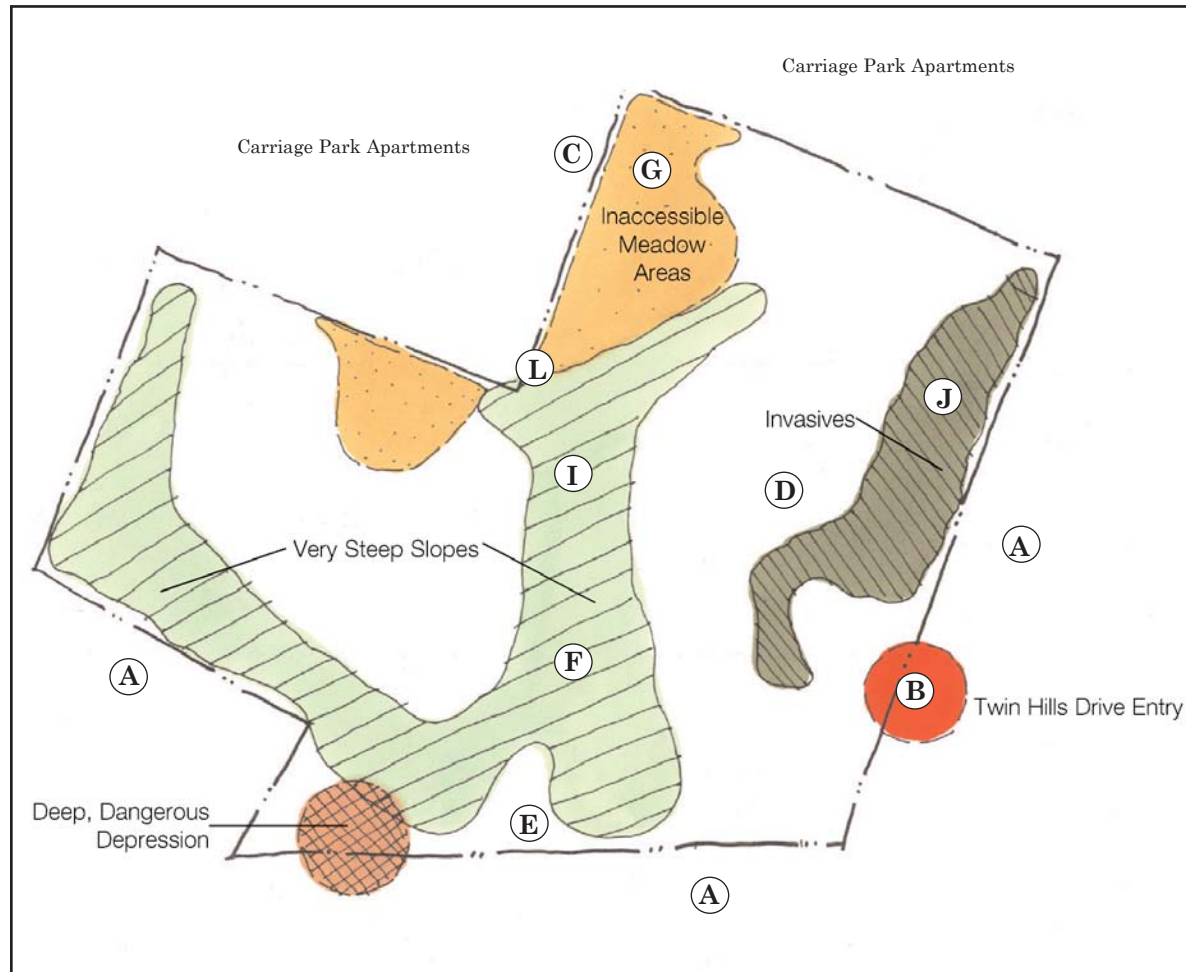 Carriage Park Apartments
Carriage Park Apartments
C
G
Inaccessible
Meadow
Areas
L
J
Invasives
I
D
A
Very Steep Slopes
F
A
B
Twin Hills Drive Entry
Deep, Dangerous
Depression
E
A